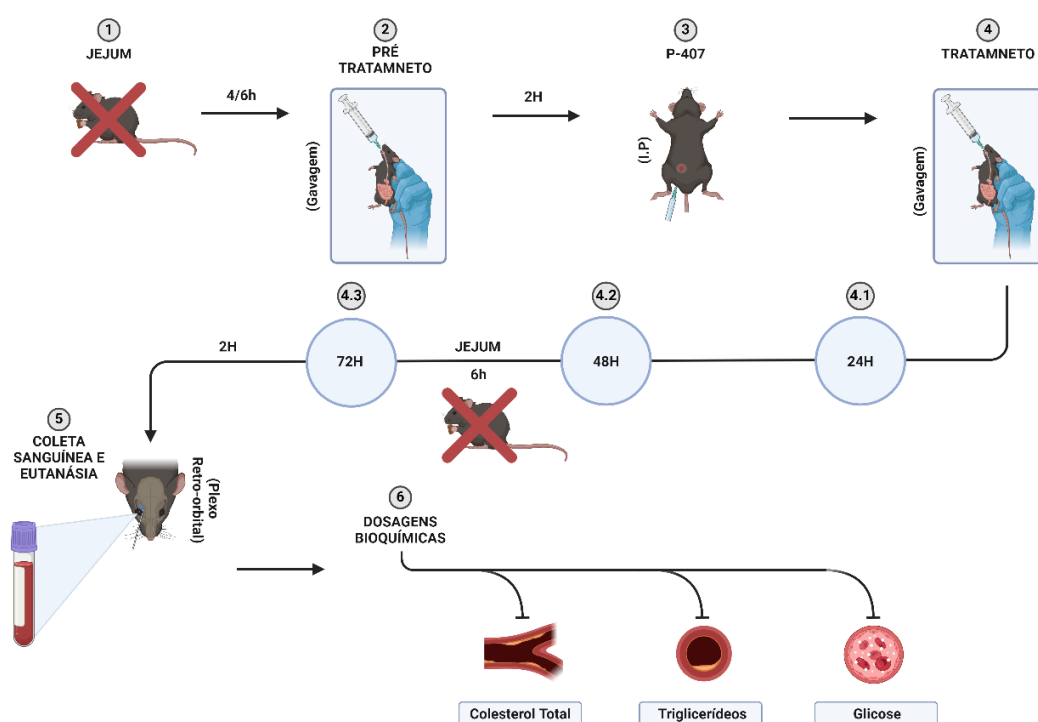 1
JEJUM
4/6h
2
PRÉ
TRATAMNETO
(Gavagem)
2H
3
P-407
(I.P)
4
TRATAMNETO
(Gavagem)
4.3
72H
4.2
48H
4.1
24H
JEJUM
6h
2H
5
COLETA
SANGUÍNEA E
EUTANÁSIA
(Plexo
Retro-orbital)
6
DOSAGENS
BIOQUÍMICAS
Colesterol Total
Triglicerídeos
Glicose